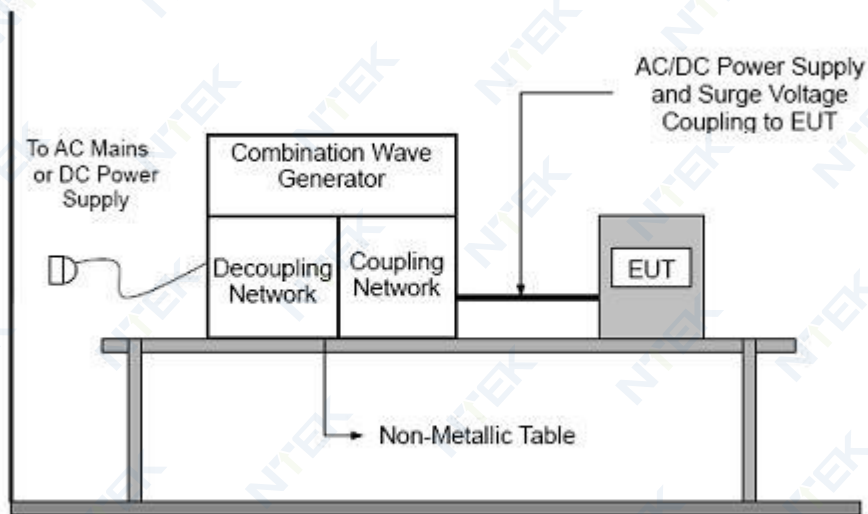 AC/DC Power Supply
and Surge Voltage
Coupling to EUT
To AC Mains
or DC Power
Supply
Combination Wave
Generator
Decoupling
Network
Coupling
Network
EUT
Non-Metallic Table
NTEK